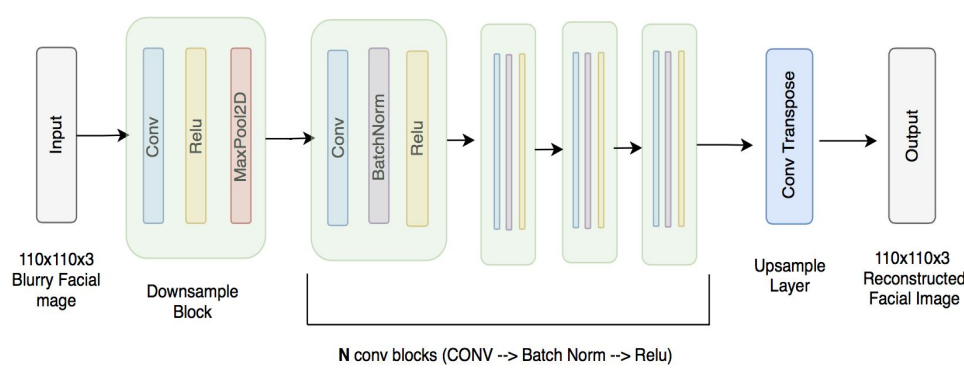 Input
Conv
Relu
MaxPool2D
Conv
BatchNorm
Relu
Conv Transpose
Output
110x110x3
Blurry Facial
mage
Downsample
Block
Upsample
Layer
110x110x3
Reconstructed
Facial Image
N conv blocks (CONV --> Batch Norm --> Relu)